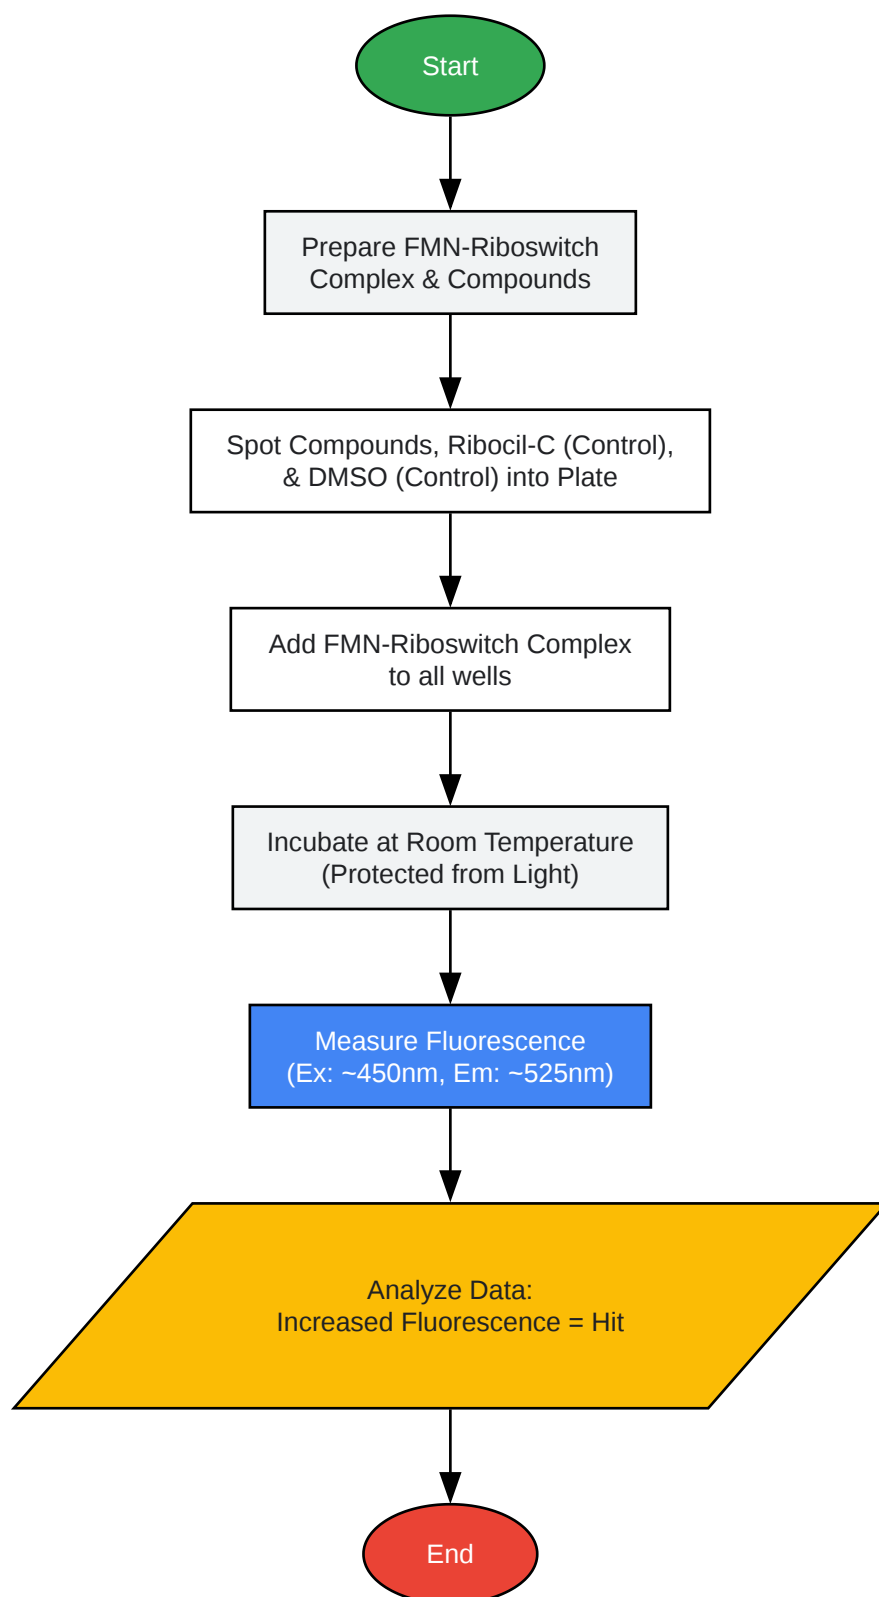 Start
Prepare FMN-Riboswitch
Complex & Compounds
Spot Compounds, Ribocil-C (Control),
& DMSO (Control) into Plate
Add FMN-Riboswitch Complex
to all wells
Incubate at Room Temperature
(Protected from Light)
Measure Fluorescence
(Ex: ~450nm, Em: ~525nm)
Analyze Data:
Increased Fluorescence = Hit
End